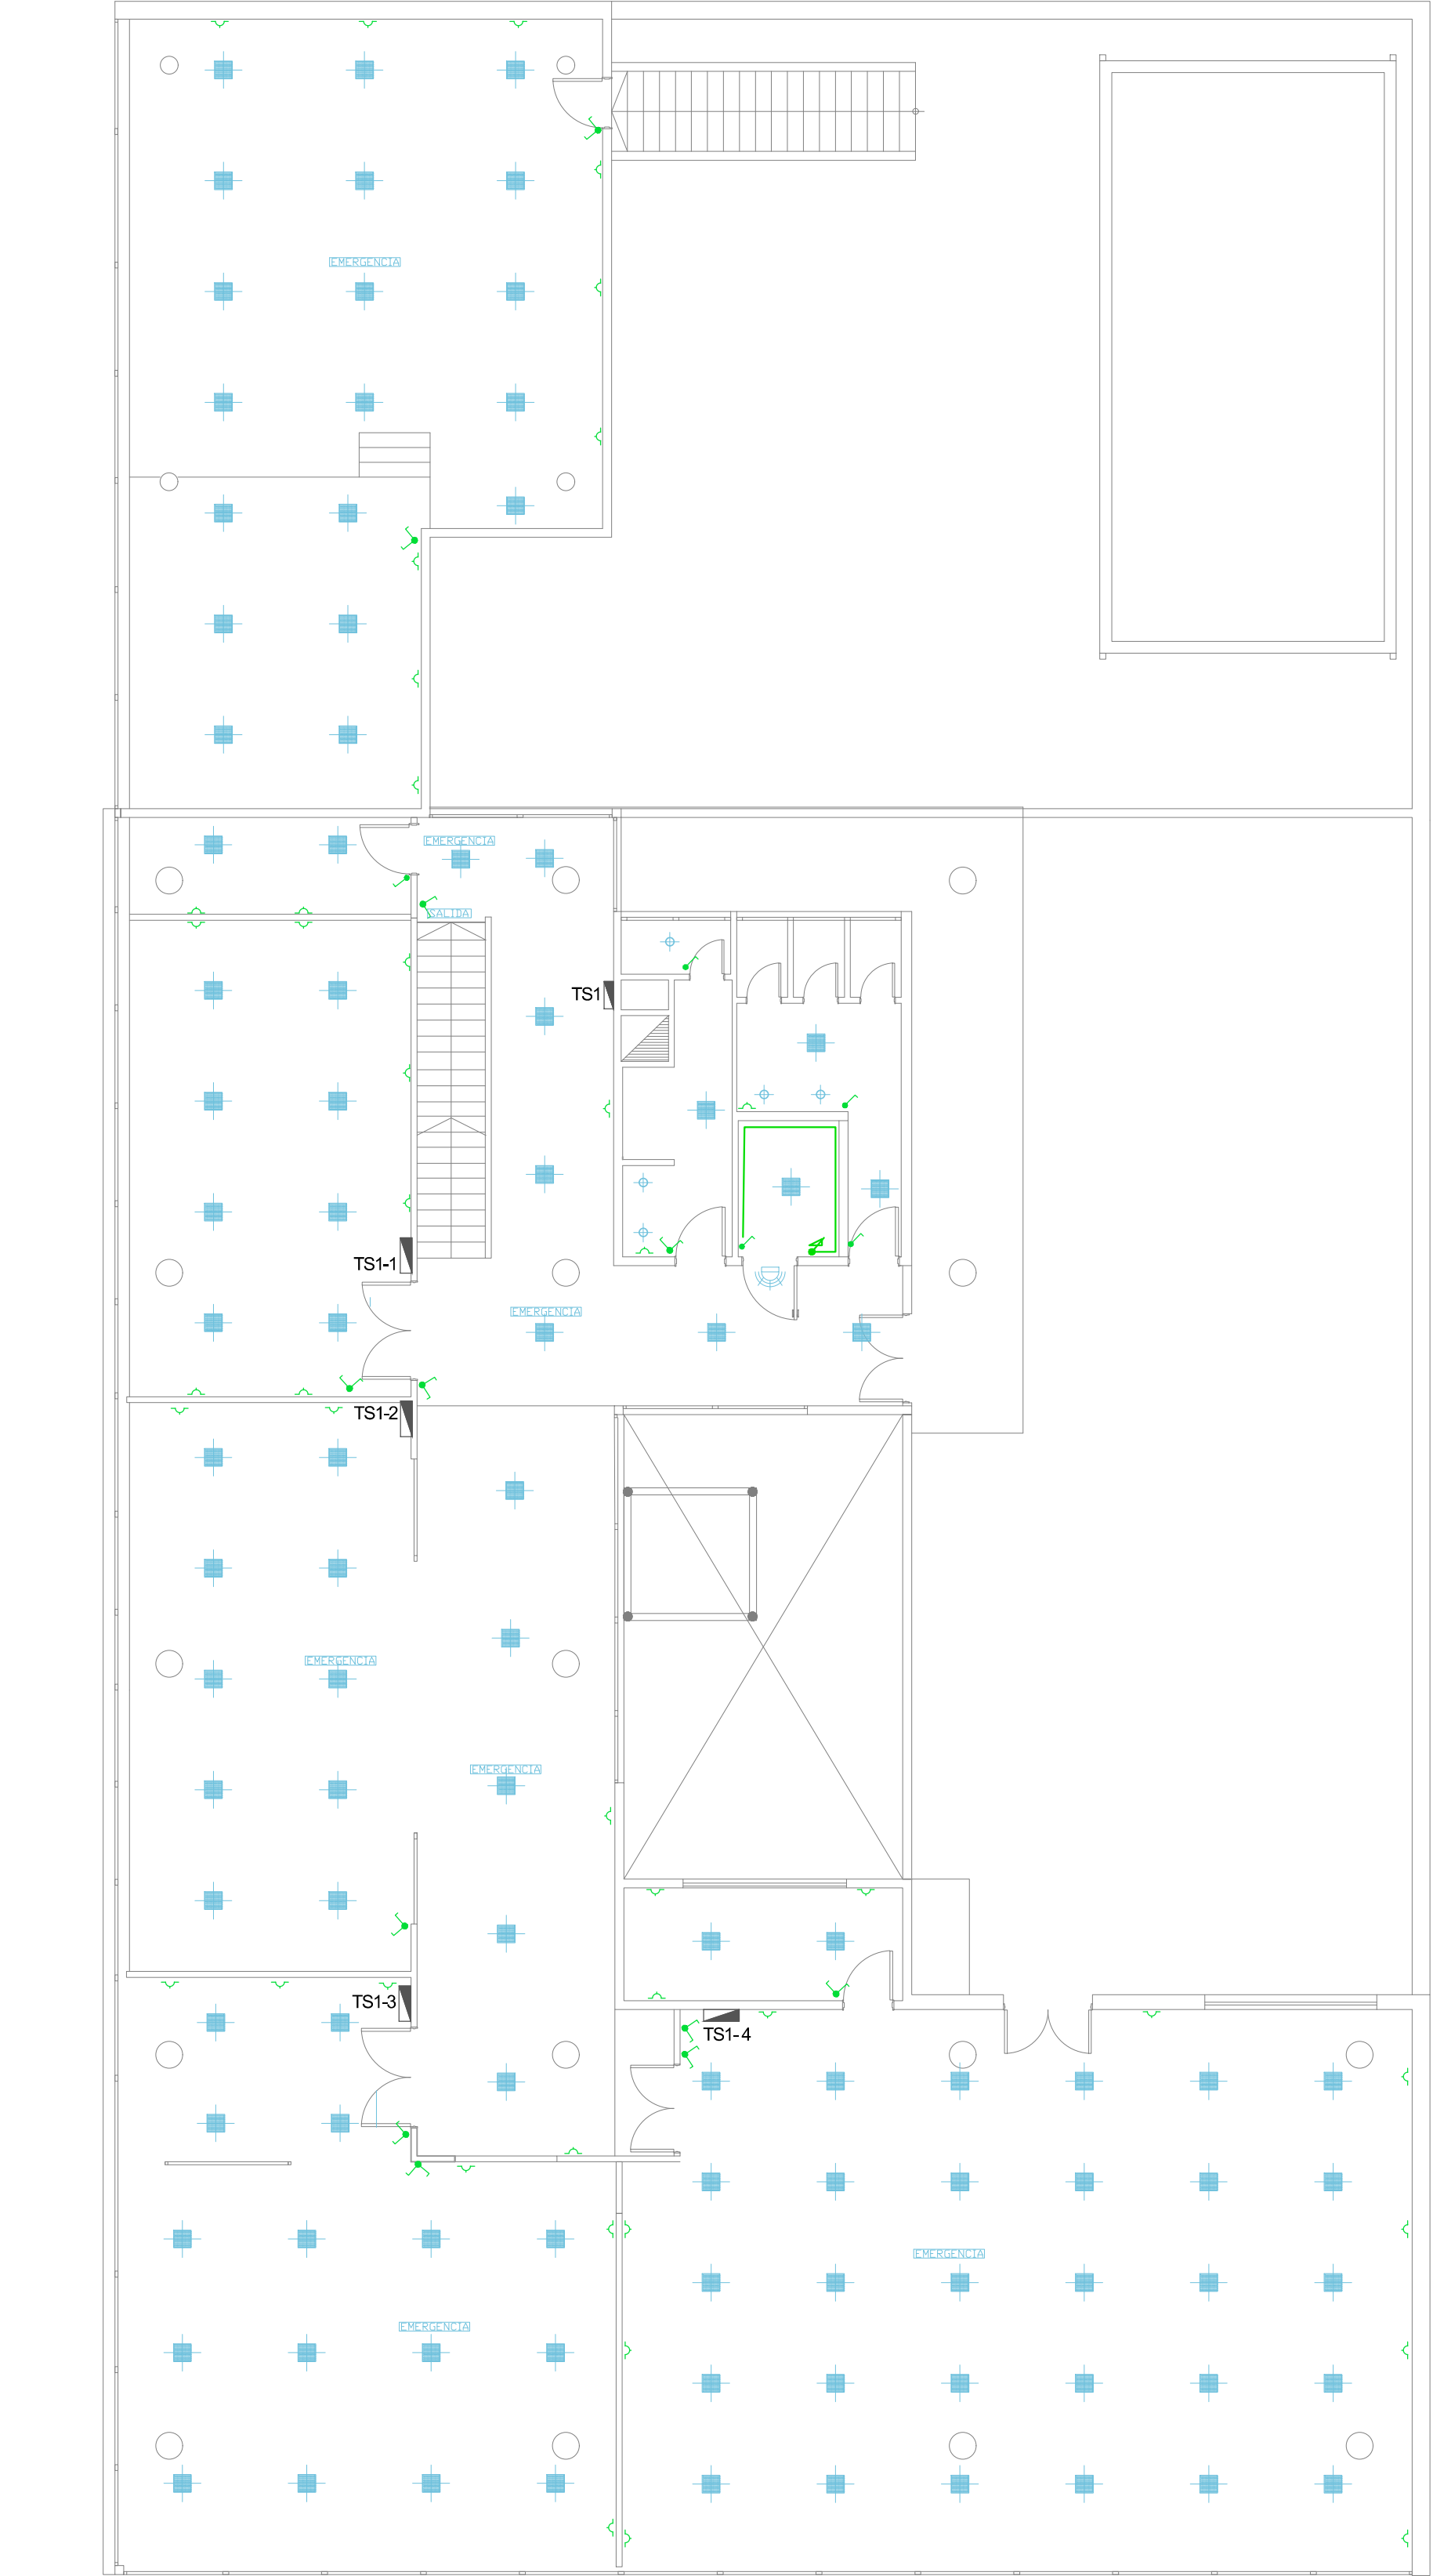 EMERGENCIA
EMERGENCIA
SALIDA
TS1
TS1-1
EMERGENCIA
TS1-2
EMERGENCIA
EMERGENCIA
TS1-3
TS1-4
EMERGENCIA
EMERGENCIA